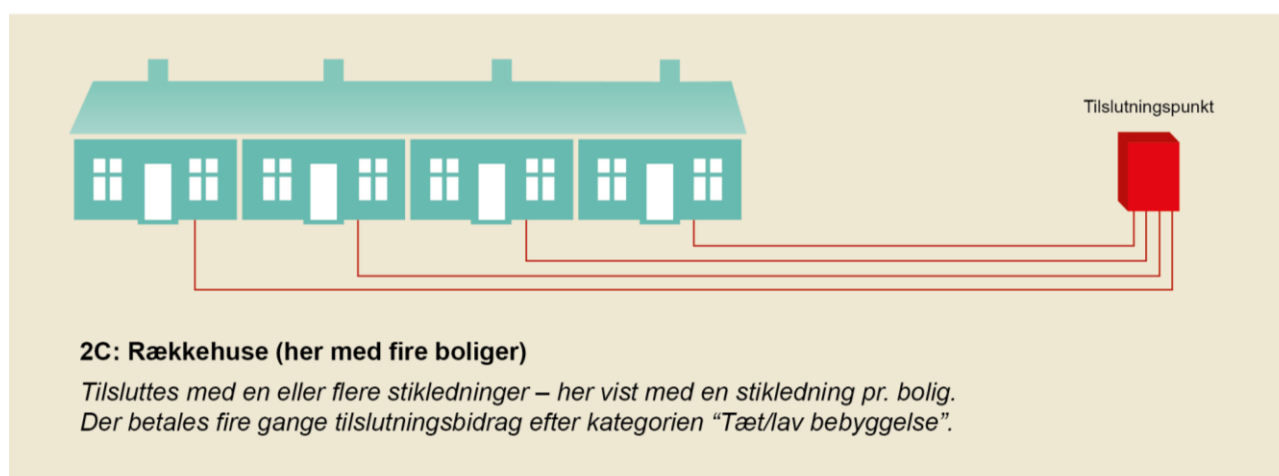 Tilslutningspunkt
2C: Rækkehuse (her med fire boliger)
Tilsluttes med en eller flere stikledninger – her vist med en stikledning pr. bolig.
Der betales fire gange tilslutningsbidrag efter kategorien “Tæt/lav bebyggelse”.